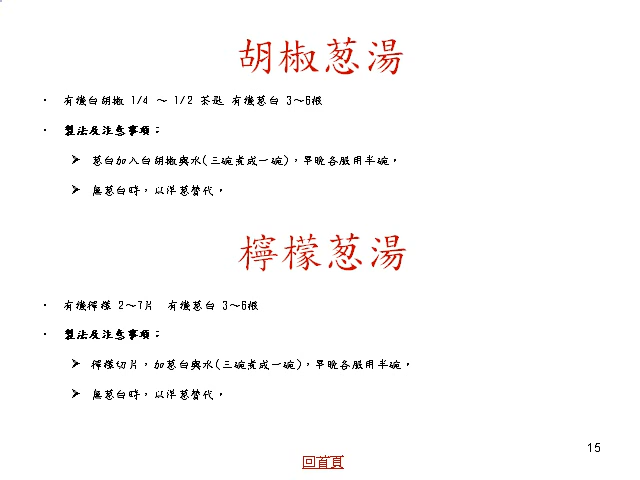 胡椒葱湯
• 有機白胡椒 1/4 ～ 1/2 茶匙 有機葱白 3～6根
• 製法及注意事項：
➢ 葱白加入白胡椒與水(三碗煮成一碗)，早晚各服用半碗。
➢ 無葱白時，以洋葱替代。
檸檬葱湯
• 有機檸檬 2～7片 有機葱白 3～6根
• 製法及注意事項：
➢ 檸檬切片，加葱白與水(三碗煮成一碗)，早晚各服用半碗。
➢ 無葱白時，以洋葱替代。
15
回首頁